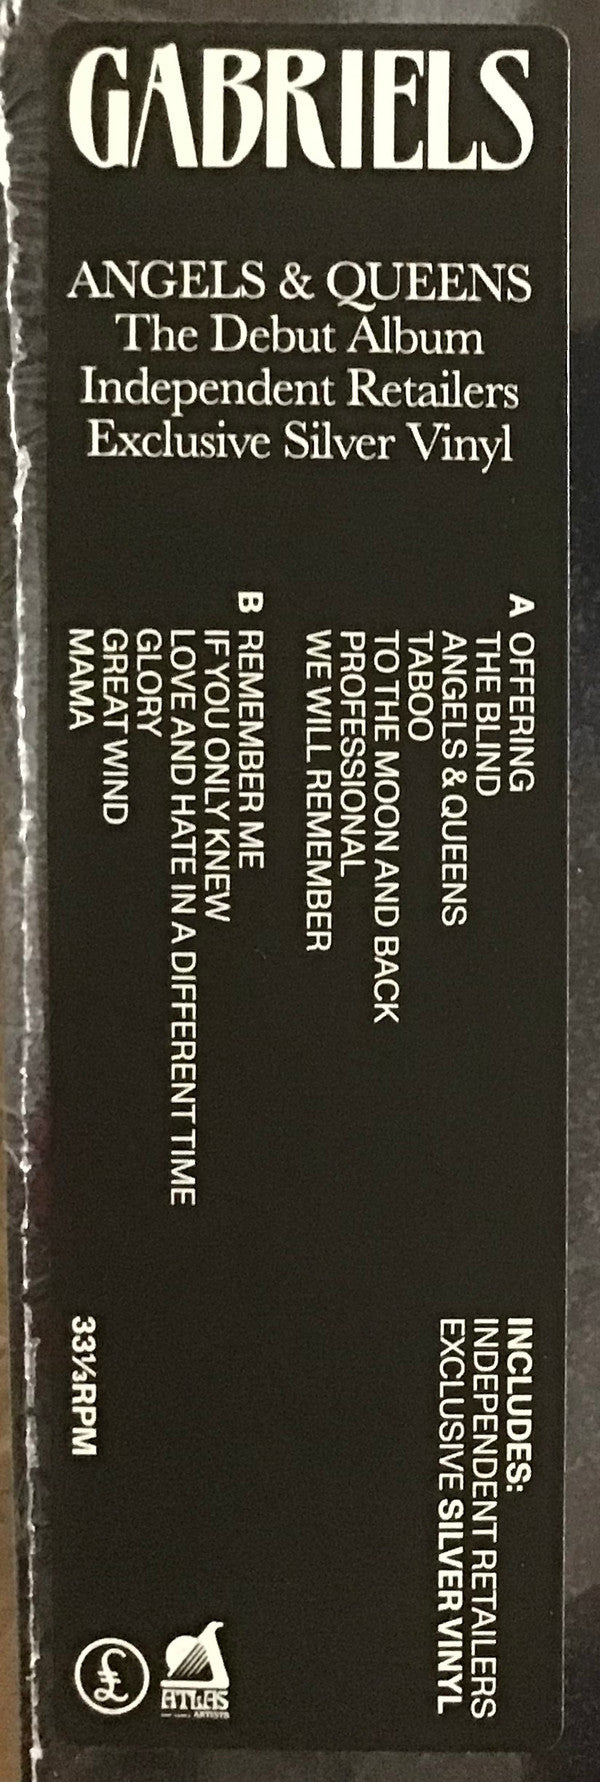 GABRIELS
ANGELS & QUEENS
The Debut Album
Independent Retailers
Exclusive Silver Vinyl
A OFFERING
THE BLIND
ANGELS & QUEENS
TABOO
TO THE MOON AND BACK
PROFESSIONAL
WE WILL REMEMBER
B REMEMBER ME
IF YOU ONLY KNEW
LOVE AND HATE IN A DIFFERENT TIME
GLORY
GREAT WIND
MAMA
INCLUDES:
INDEPENDENT RETAILERS
EXCLUSIVE SILVER VINYL
33⅓RPM
ATLAS
ARTISTS